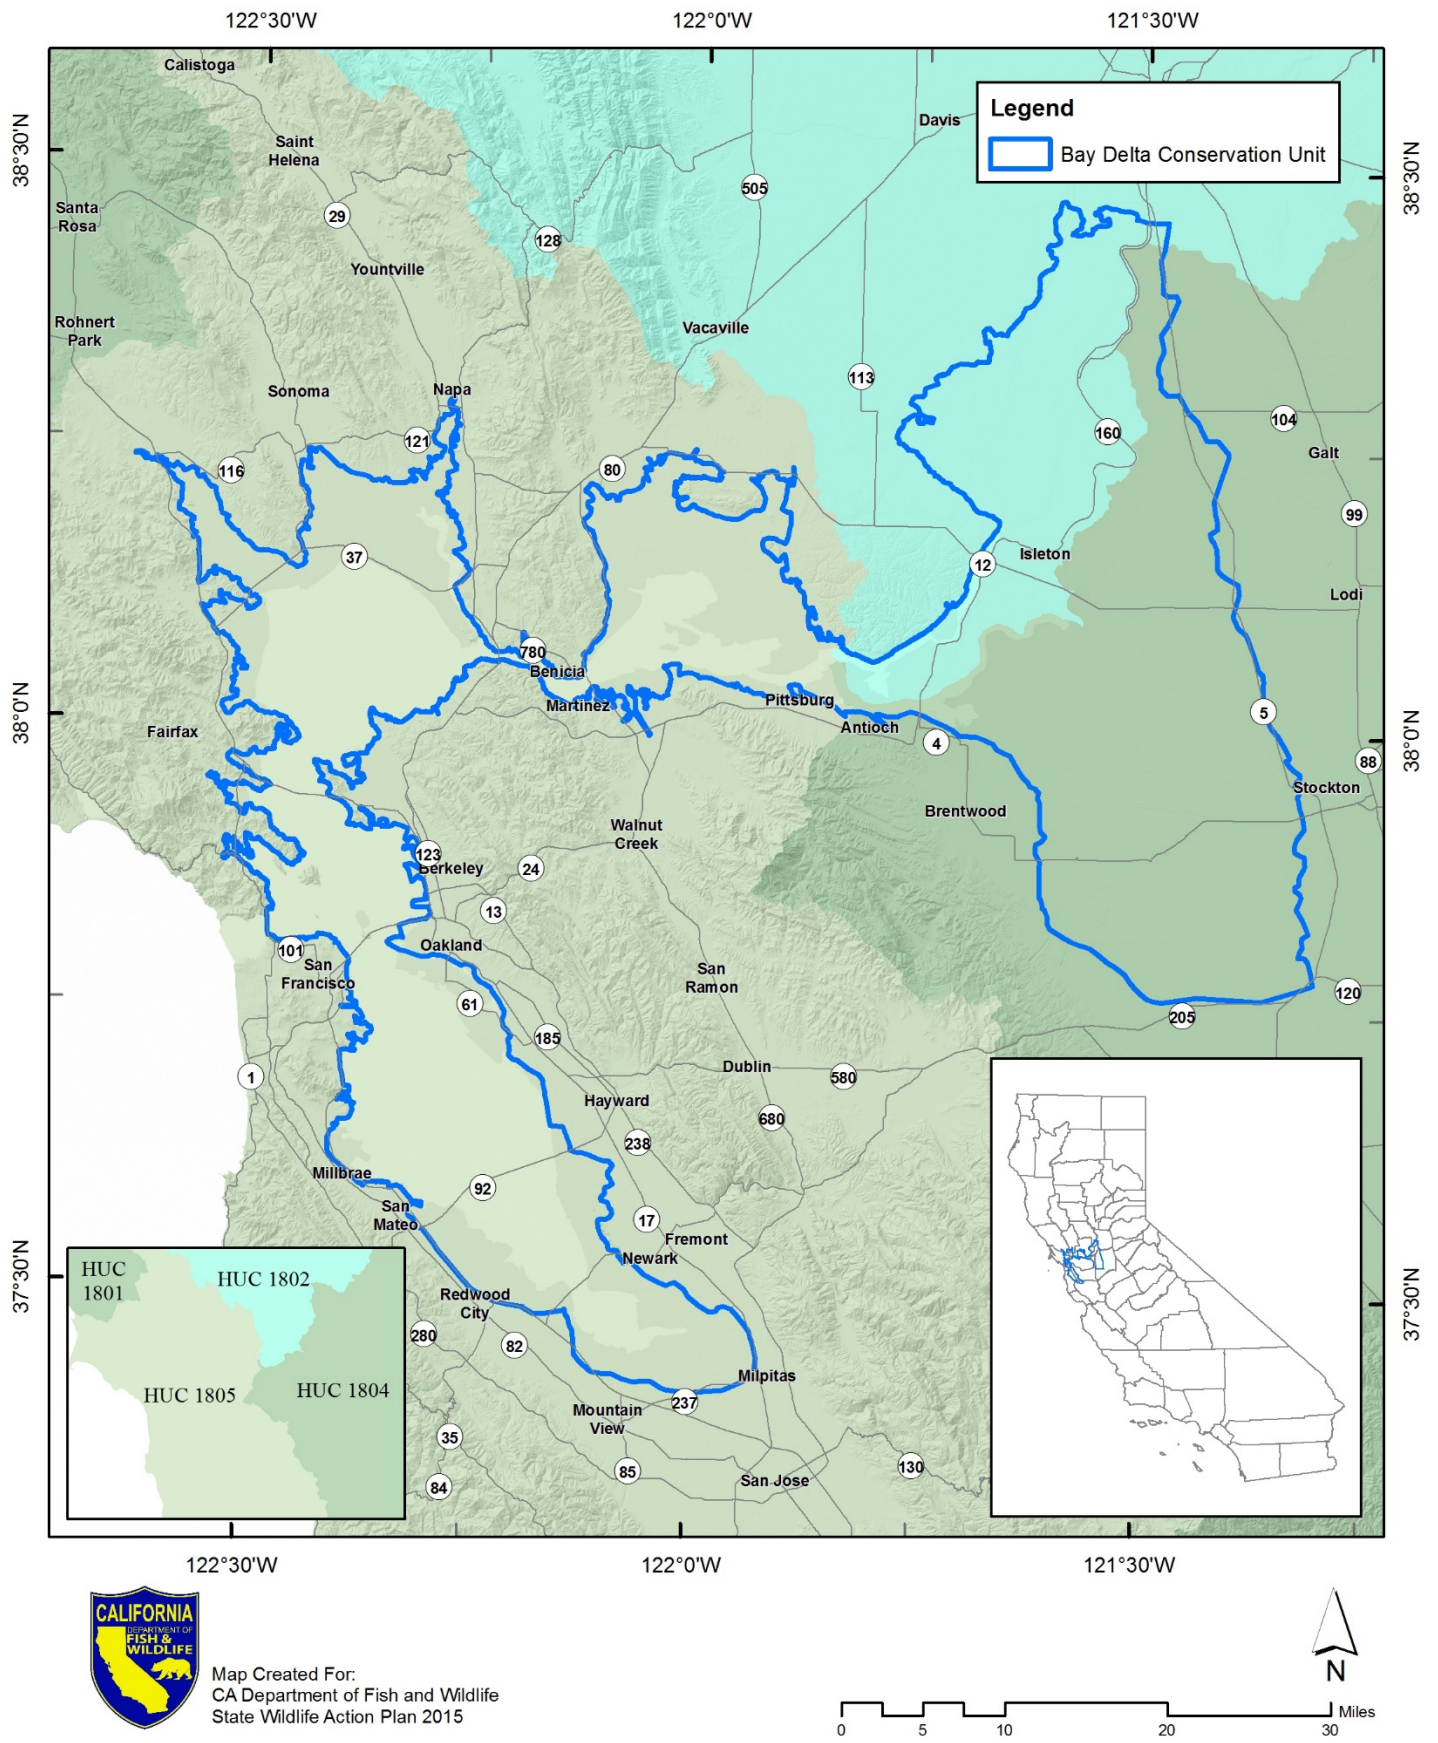 122°30'W
122°0'W
121°30'W
38°30'N
38°0'N
37°30'N
38°30'N
38°0'N
37°30'N
Legend
Bay Delta Conservation Unit
Calistoga
Davis
Saint
Helena
505
Santa
Rosa
29
128
Yountville
Rohnert
Park
Vacaville
113
Sonoma
Napa
104
121
160
Galt
116
80
99
37
Isleton
12
Lodi
780
Benicia
Martinez
Pittsburg
5
Antioch
Fairfax
4
88
Stockton
Brentwood
Walnut
Creek
123
Berkeley
24
13
Oakland
101
San
Francisco
San
Ramon
120
61
205
185
1
Dublin
580
Hayward
680
238
Millbrae
92
San
Mateo
17
Fremont
Newark
Redwood
City
280
82
Milpitas
237
Mountain
View
35
85
San Jose
130
84
HUC
1801
HUC 1802
HUC 1805
HUC 1804
122°30'W
122°0'W
121°30'W
CALIFORNIA
DEPARTMENT OF
FISH &
WILDLIFE
Map Created For:
CA Department of Fish and Wildlife
State Wildlife Action Plan 2015
N
Miles
0
5
10
20
30